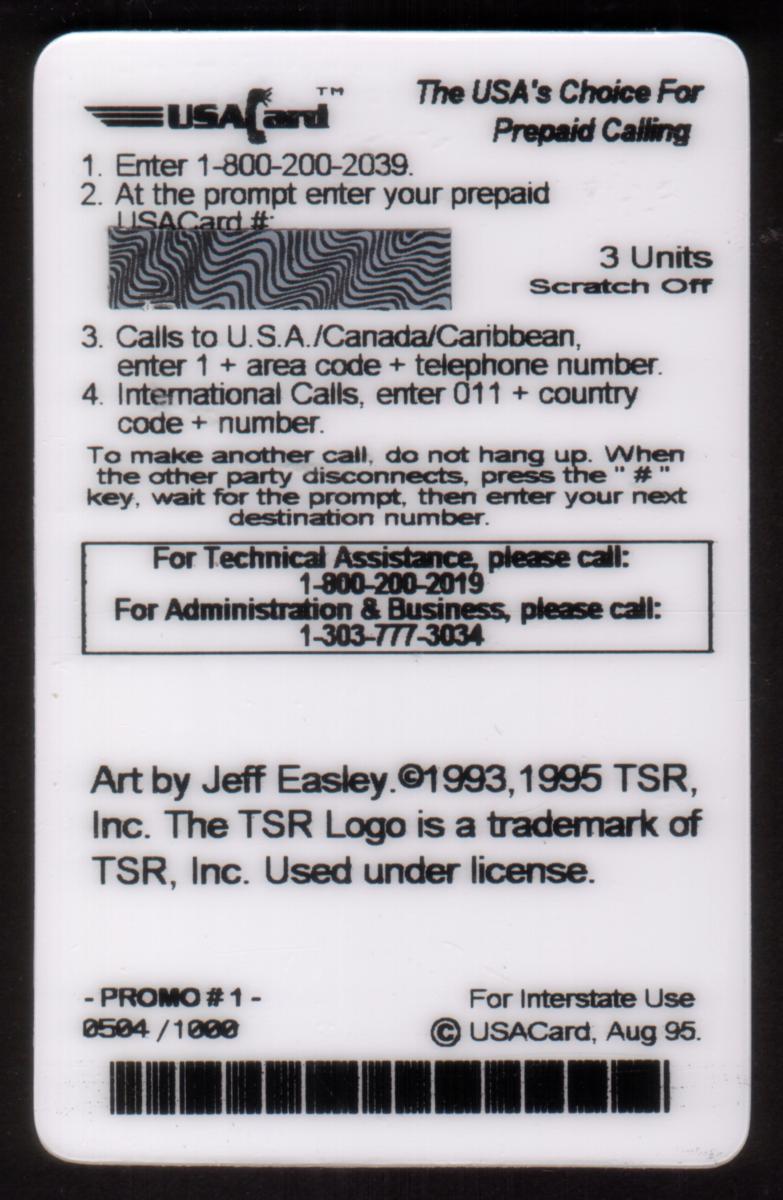 USACard™
The USA's Choice For
Prepaid Calling
1. Enter 1-800-200-2039.
2. At the prompt enter your prepaid
USACard #:
3 Units
Scratch Off
3. Calls to U.S.A./Canada/Caribbean,
enter 1 + area code + telephone number.
4. International Calls, enter 011 + country
code + number.
To make another call, do not hang up. When
the other party disconnects, press the " # "
key, wait for the prompt, then enter your next
destination number.
For Technical Assistance, please call:
1-800-200-2019
For Administration & Business, please call:
1-303-777-3034
Art by Jeff Easley.©1993,1995 TSR,
Inc. The TSR Logo is a trademark of
TSR, Inc. Used under license.
- PROMO # 1 -
0504 / 1000
For Interstate Use
© USACard, Aug 95.